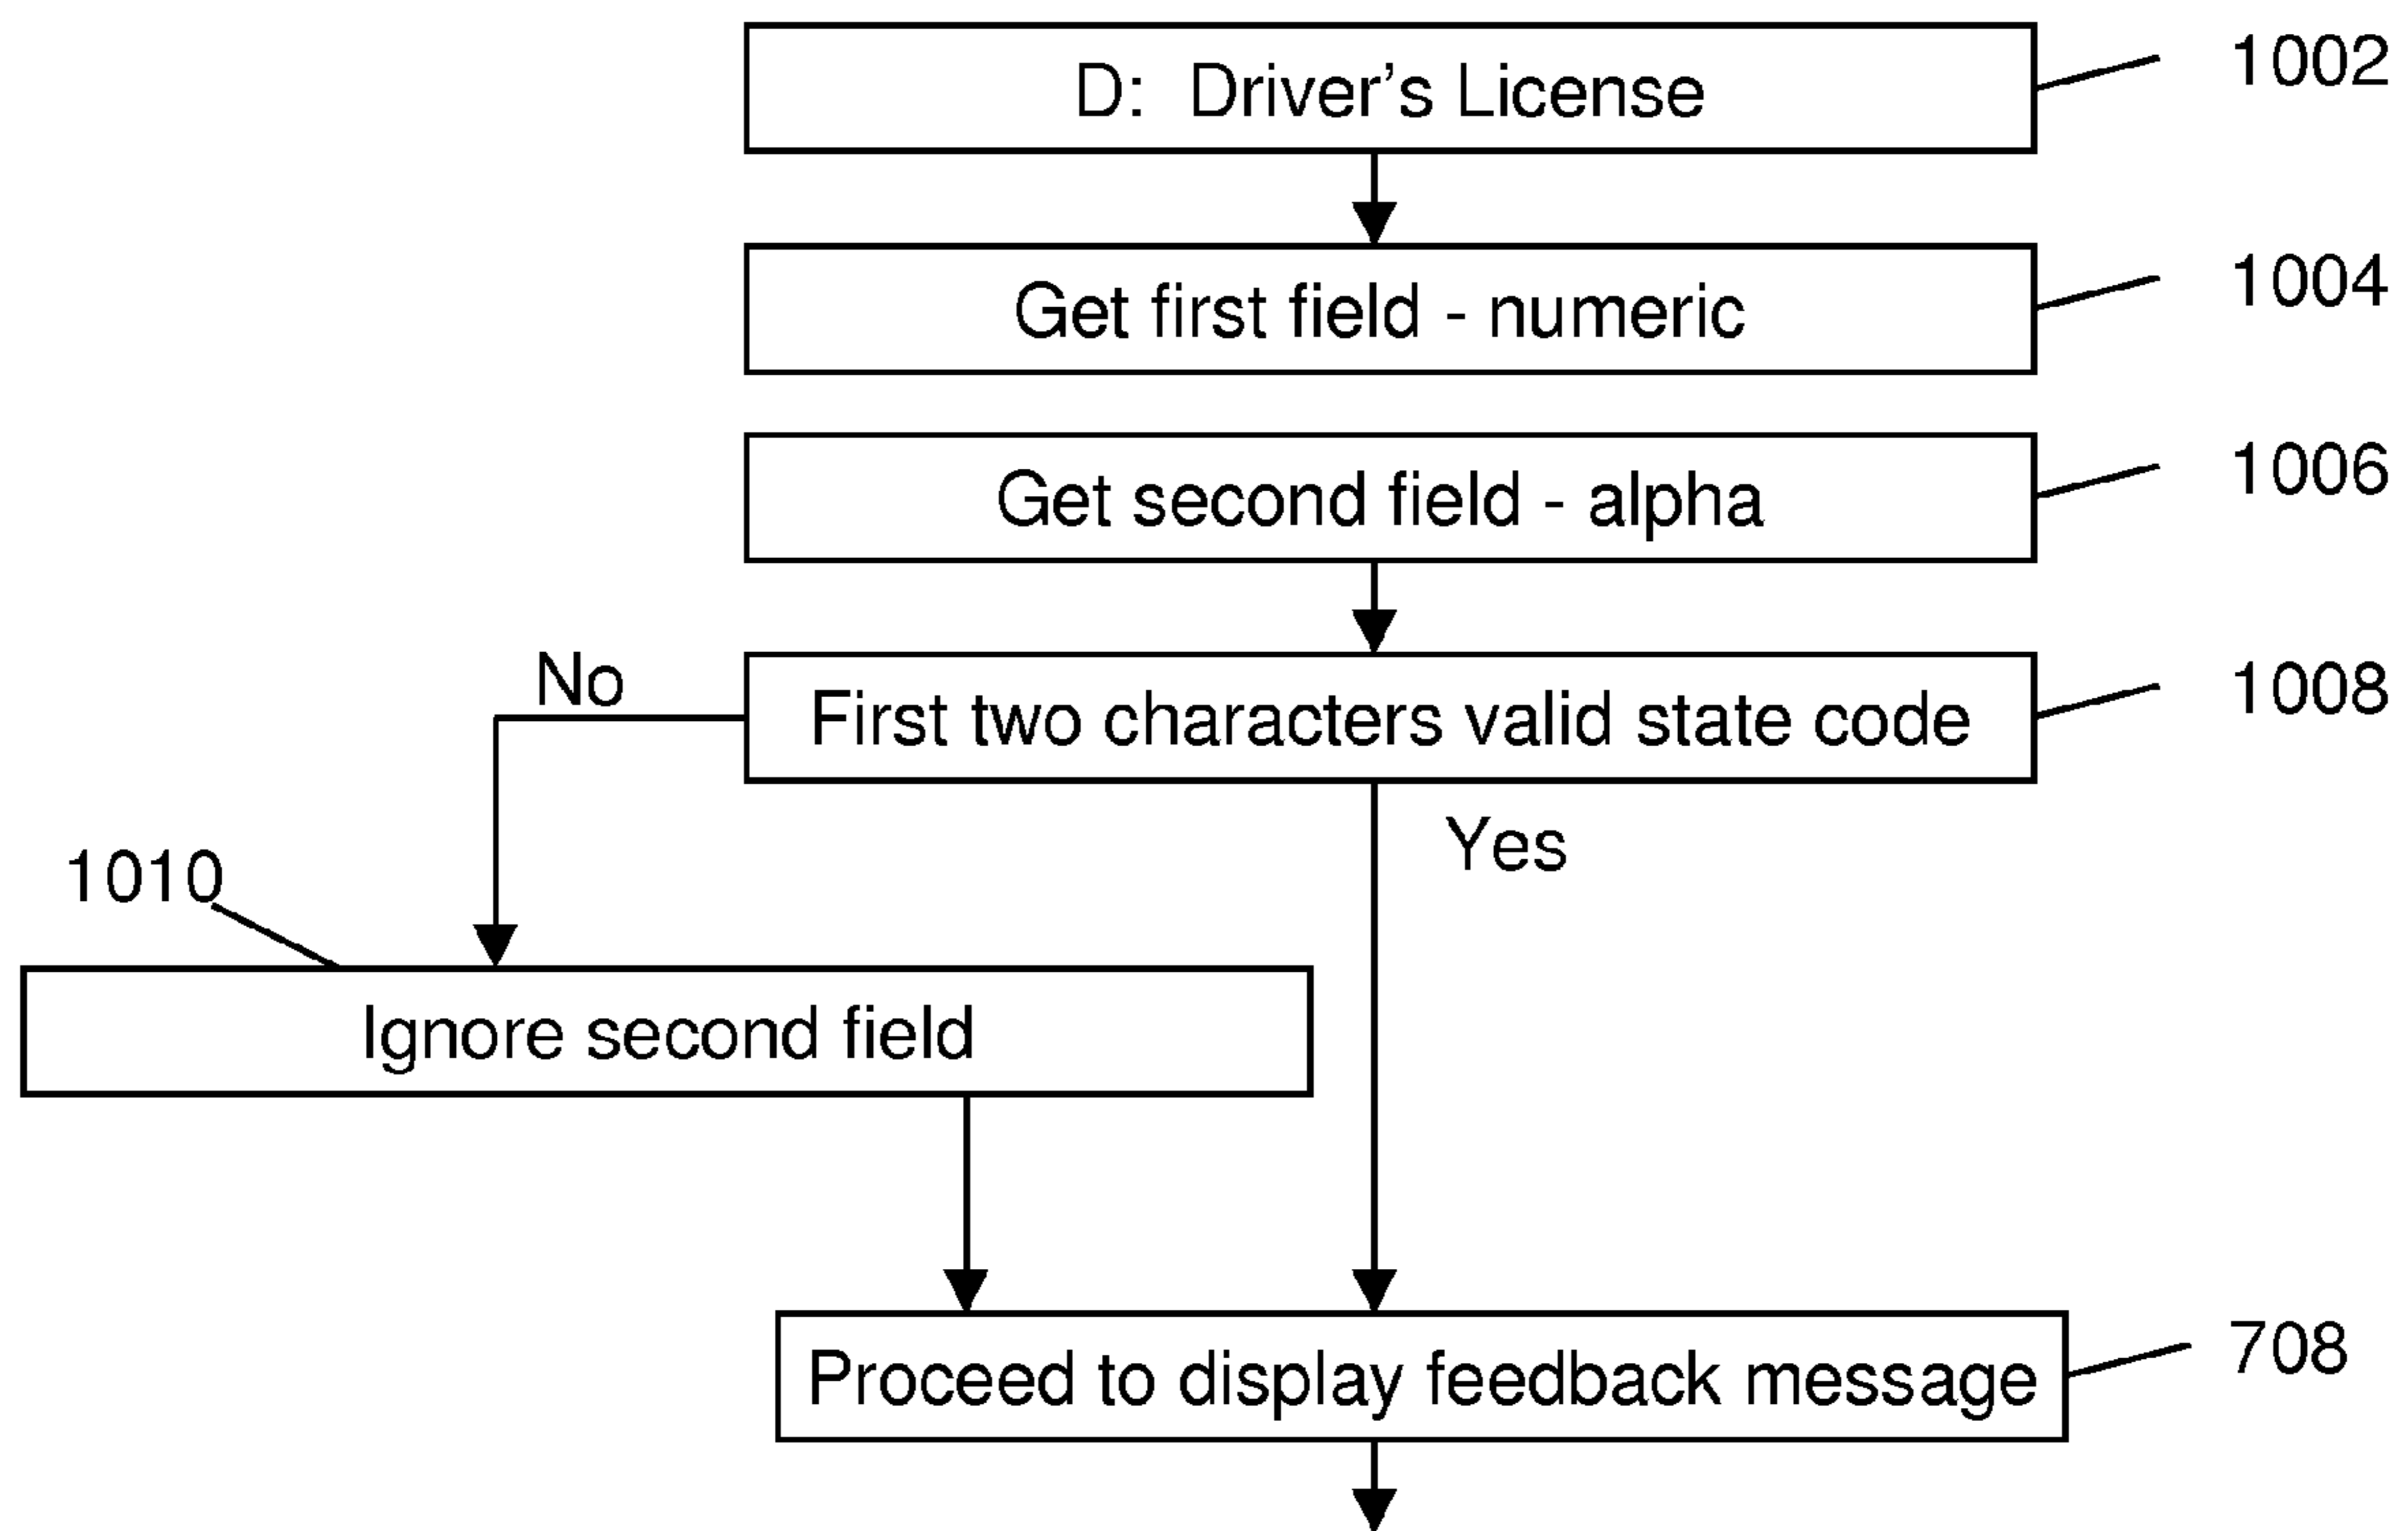 D: Driver's License
1002
Get first field - numeric
1004
Get second field - alpha
1006
No
First two characters valid state code
1008
Yes
1010
Ignore second field
Proceed to display feedback message
708